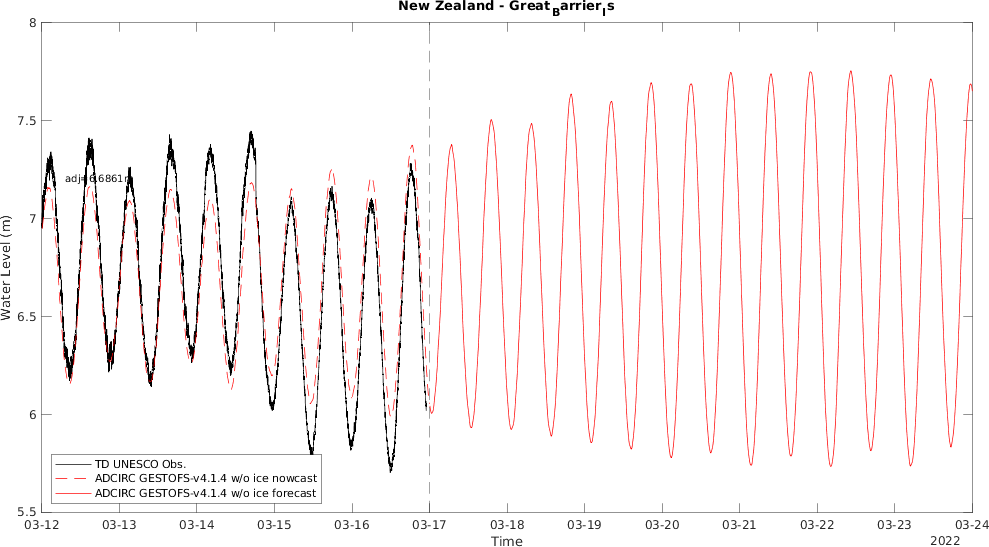 New Zealand - Great_Barrier_Is
8
7.5
7
6.5
6
5.5
Water Level (m)
adj=6.6861m
TD UNESCO Obs.
ADCIRC GESTOFS-v4.1.4 w/o ice nowcast
ADCIRC GESTOFS-v4.1.4 w/o ice forecast
03-12 03-13 03-14 03-15 03-16 03-17 03-18 03-19 03-20 03-21 03-22 03-23 03-24
Time
2022